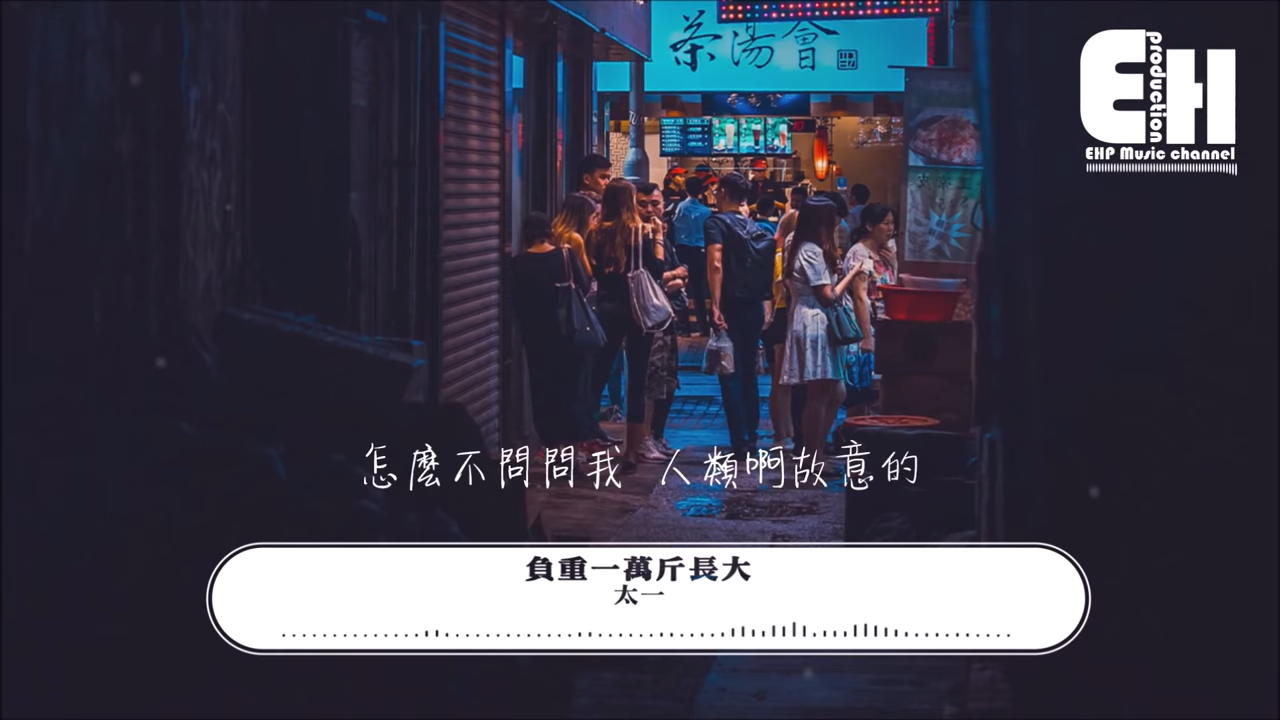 茶湯會
EH
production
EHP Music channel
怎麼不問問我 人類啊故意的
負重一萬斤長大
太一